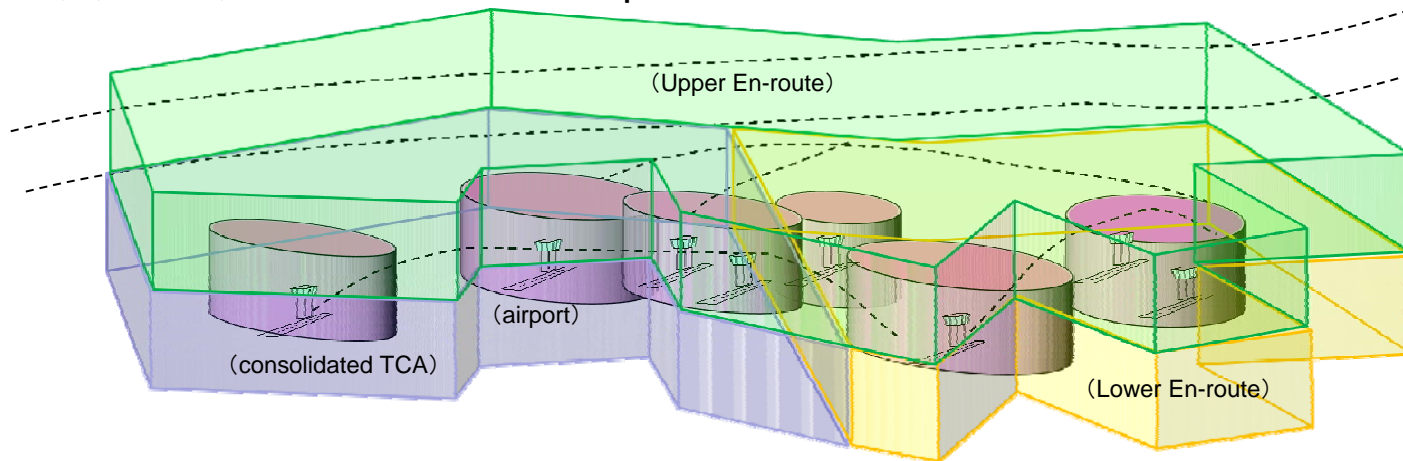 （Upper En-route）
（airport）
（consolidated TCA）
（Lower En-route）